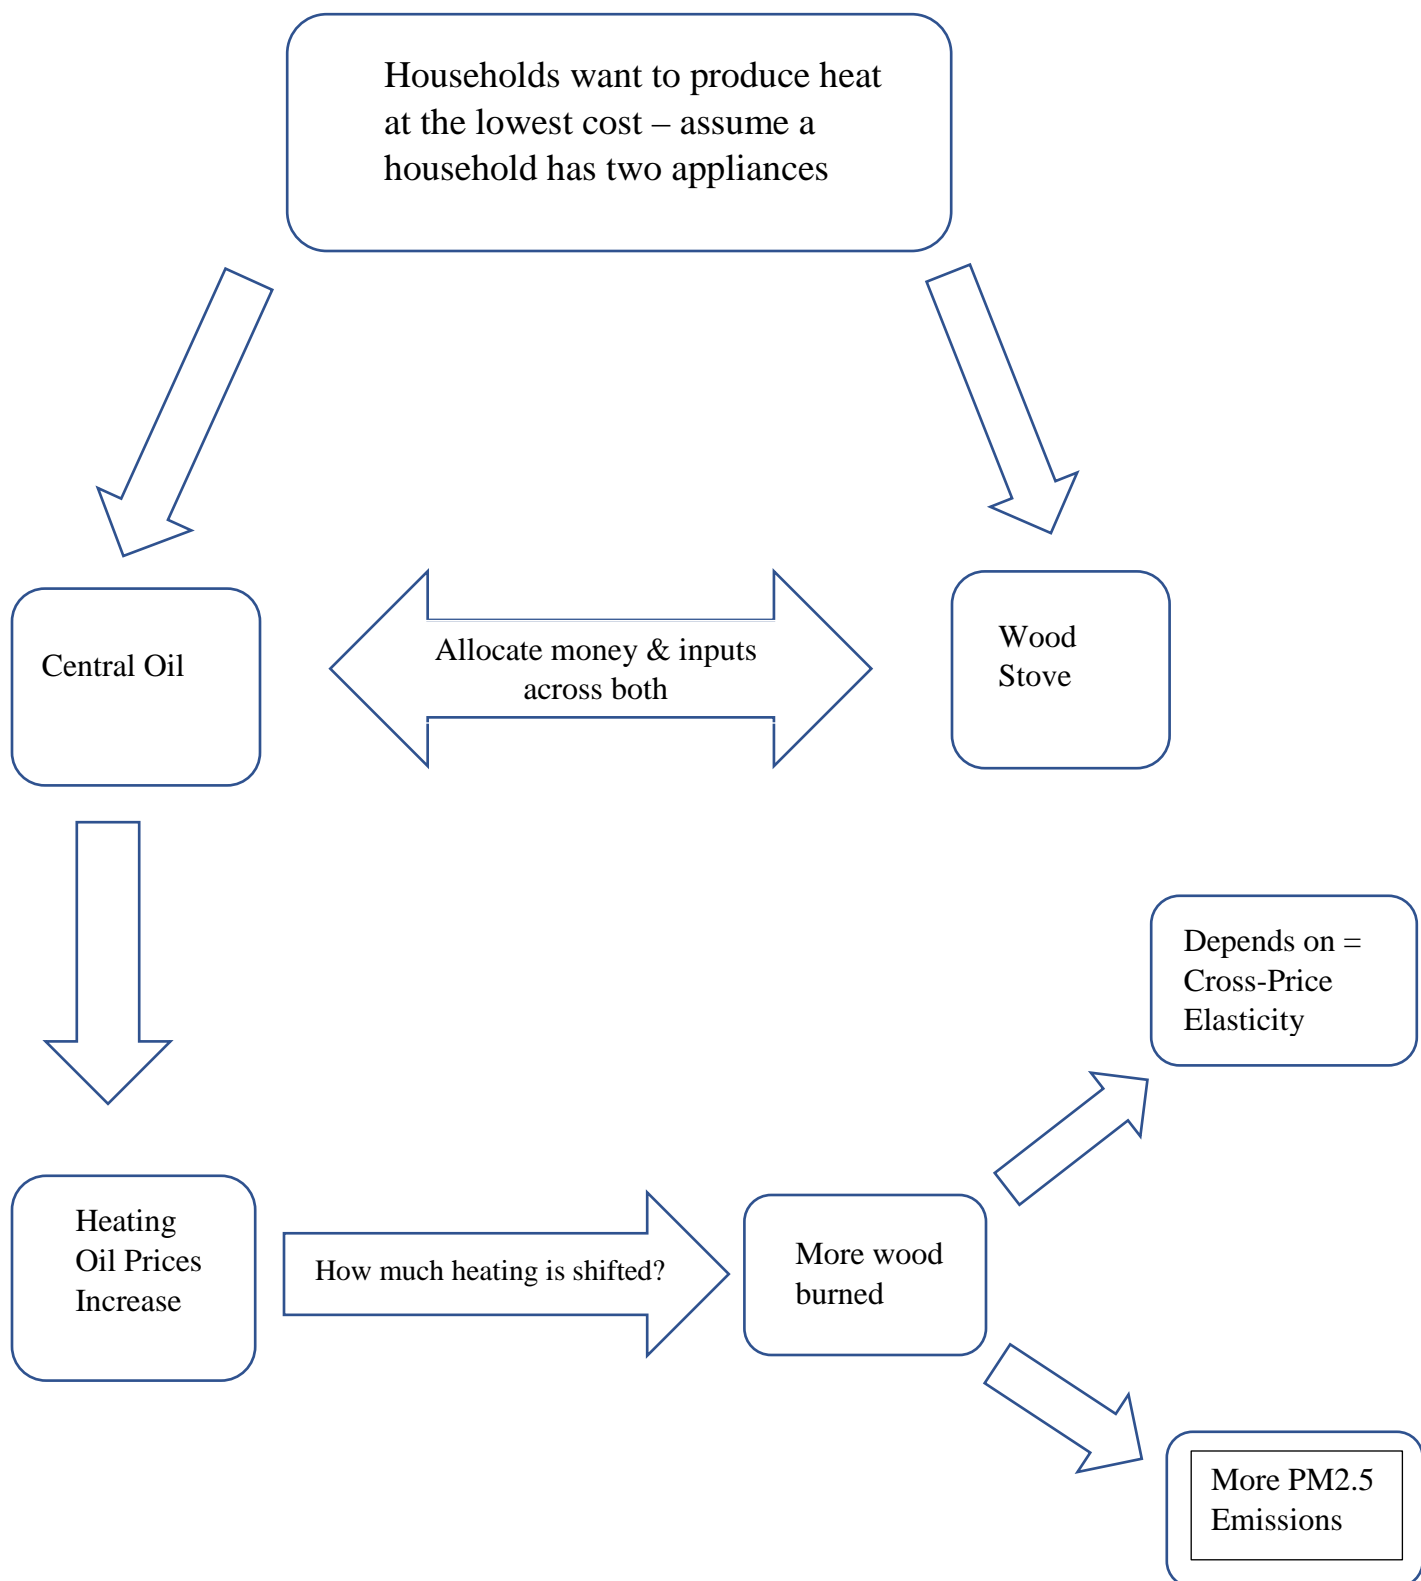 Households want to produce heat
at the lowest cost – assume a
household has two appliances
Central Oil
Allocate money & inputs
across both
Wood
Stove
Depends on =
Cross-Price
Elasticity
Heating
Oil Prices
Increase
How much heating is shifted?
More wood
burned
More PM2.5
Emissions